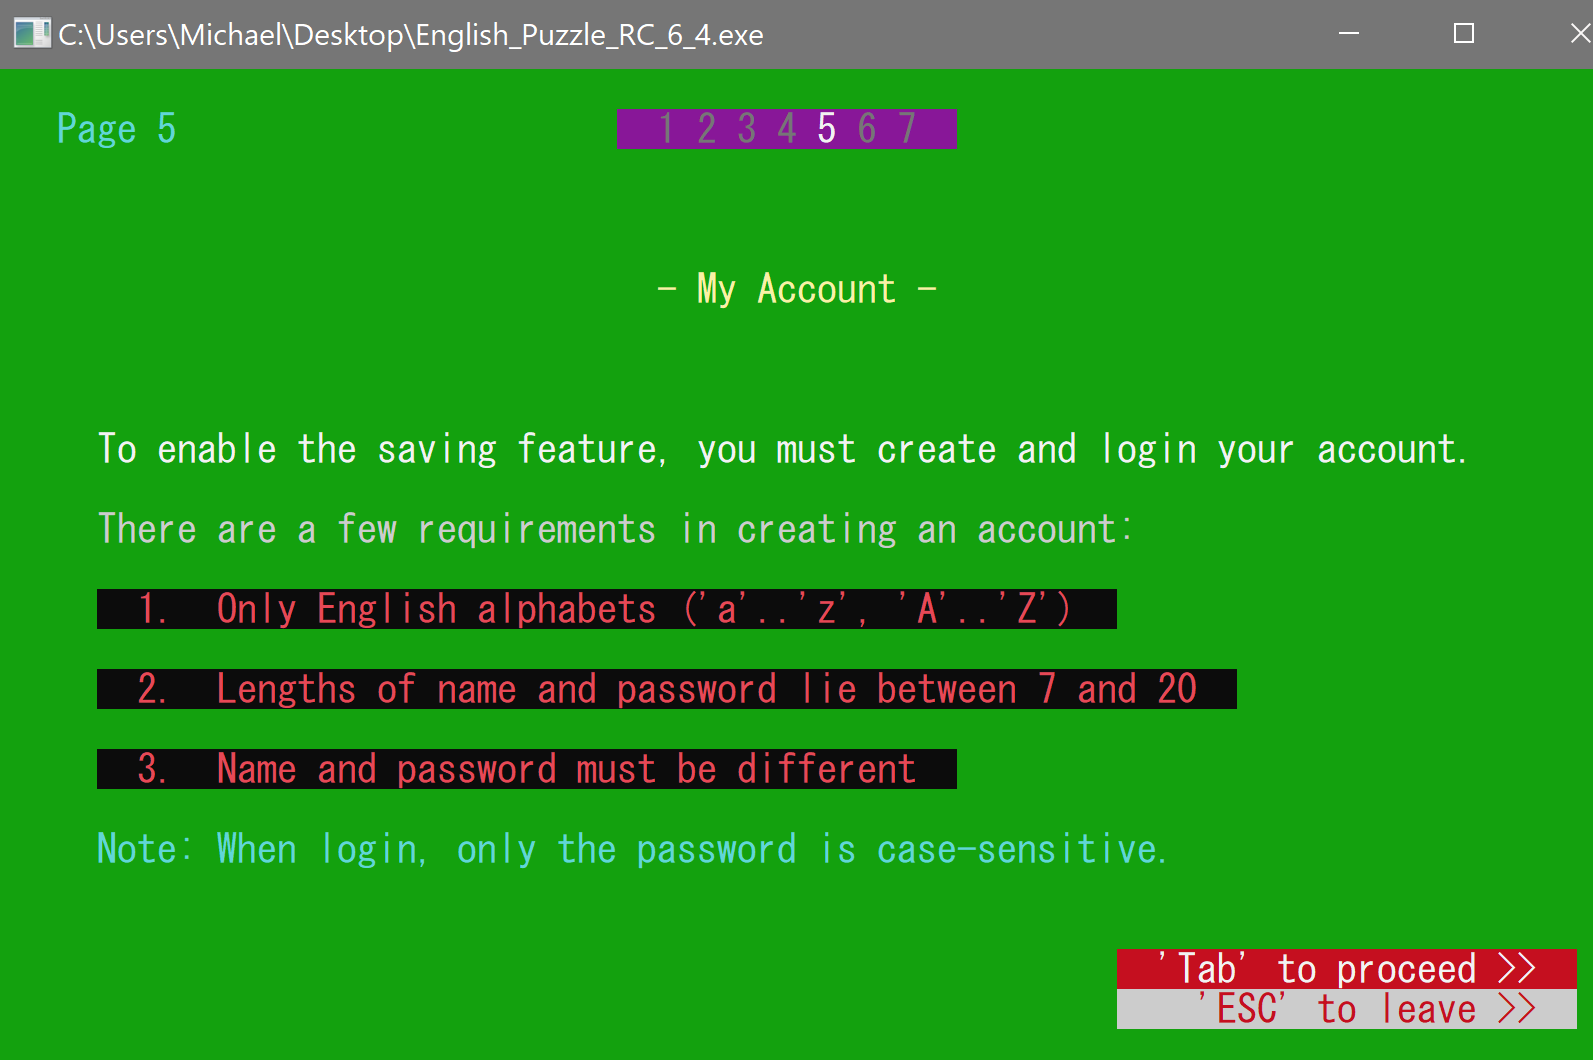 C:\Users\Michael\Desktop\English_Puzzle_RC_6_4.exe
Page 5 1 2 3 4 5 6 7
- My Account -
To enable the saving feature, you must create and login your account.
There are a few requirements in creating an account:
1. Only English alphabets ('a'..'z', 'A'..'Z')
2. Lengths of name and password lie between 7 and 20
3. Name and password must be different
Note: When login, only the password is case-sensitive.
'Tab' to proceed >>
'ESC' to leave >>